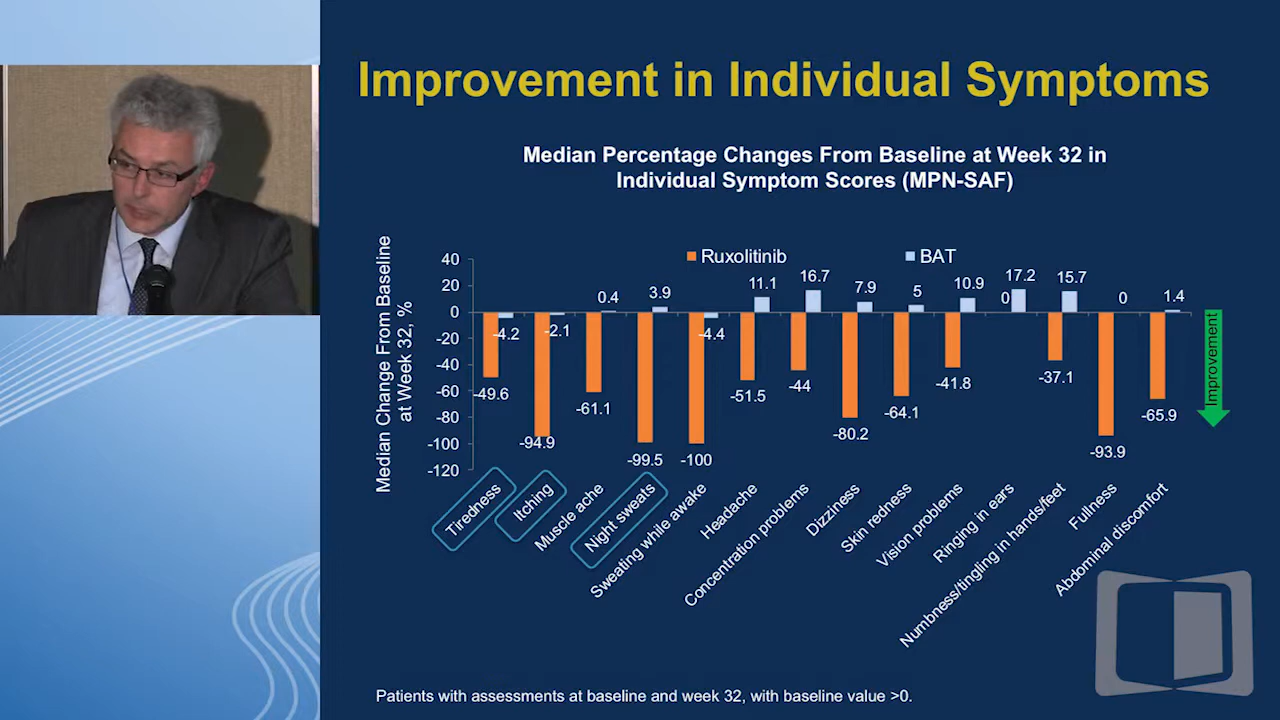 Improvement in Individual Symptoms
Median Percentage Changes From Baseline at Week 32 in
Individual Symptom Scores (MPN-SAF)
Median Change From Baseline
at Week 32, %
Ruxolitinib
BAT
40
20
0
-20
-40
-60
-80
-100
-120
-49.6
-4.2
-94.9
-2.1
-61.1
0.4
-99.5
3.9
-100
-4.4
-51.5
11.1
-44
16.7
-80.2
7.9
-64.1
5
-41.8
10.9
0
17.2
-37.1
15.7
-93.9
0
-65.9
1.4
Improvement
Tiredness
Itching
Muscle ache
Night sweats
Sweating while awake
Headache
Concentration problems
Dizziness
Skin redness
Vision problems
Ringing in ears
Numbness/tingling in hands/feet
Fullness
Abdominal discomfort
Patients with assessments at baseline and week 32, with baseline value >0.